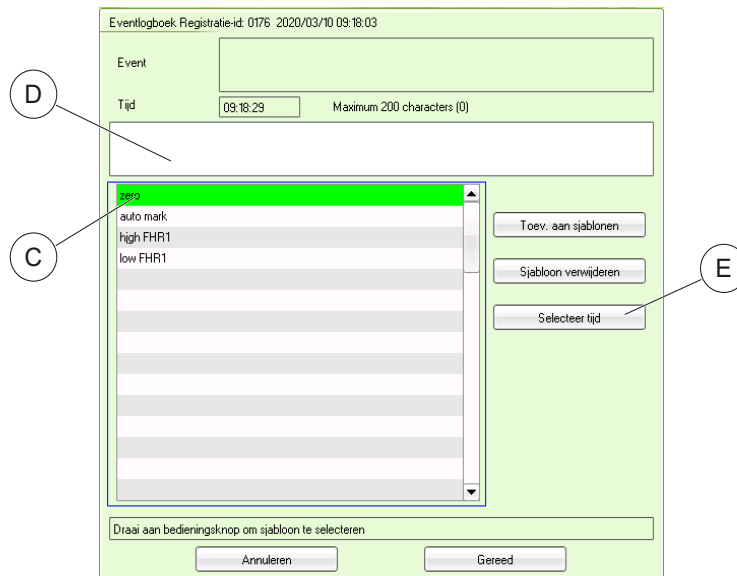 Eventlogboek Registratie-id: 0176 2020/03/10 09:18:03
Event
D
Tijd 09:18:29 Maximum 200 characters (0)
zero
auto mark
Toev. aan sjablonen
high FHR1
C
low FHR1
E
Sjabloon verwijderen
Selecteer tijd
Draai aan bedieningsknop om sjabloon te selecteren
Annuleren Gereed